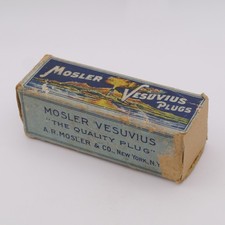 MOSLER
VESUVIUS
PLUGS
MOSLER VESUVIUS
"THE QUALITY PLUG"
A.R. MOSLER & CO., NEW YORK, N.Y.